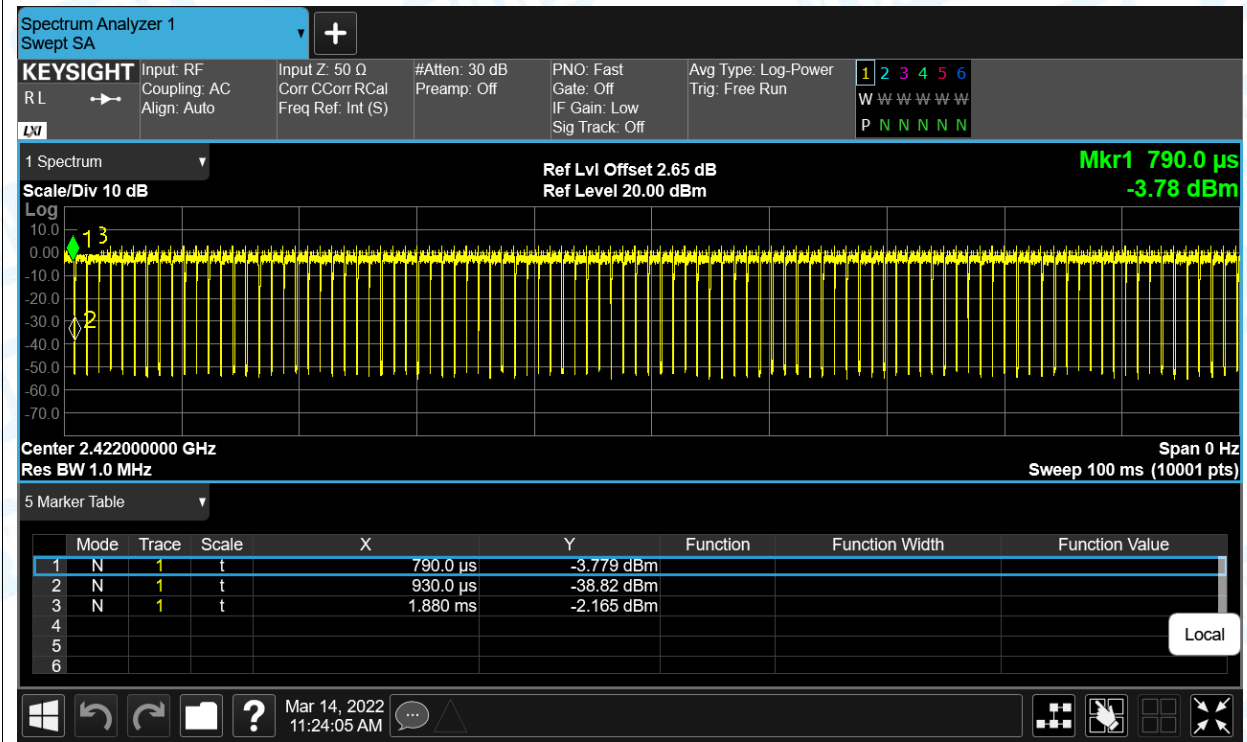 Spectrum Analyzer 1
Swept SA
+
KEYSIGHT
RL
LXI
Input: RF
Coupling: AC
Align: Auto
Input Z: 50 Ω
Corr CCorr RCal
Freq Ref: Int (S)
#Atten: 30 dB
Preamp: Off
PNO: Fast
Gate: Off
IF Gain: Low
Sig Track: Off
Avg Type: Log-Power
Trig: Free Run
1 2 3 4 5 6
W W W W W W
P N N N N N
1 Spectrum
Scale/Div 10 dB
Ref Lvl Offset 2.65 dB
Ref Level 20.00 dBm
Mkr1 790.0 µs
-3.78 dBm
Log
10.0
0.00
-10.0
-20.0
-30.0
-40.0
-50.0
-60.0
-70.0
1 3
2
Center 2.422000000 GHz
Res BW 1.0 MHz
Span 0 Hz
Sweep 100 ms (10001 pts)
5 Marker Table
Mode Trace Scale X Y Function Function Width Function Value
1 N 1 t 790.0 µs -3.779 dBm
2 N 1 t 930.0 µs -38.82 dBm
3 N 1 t 1.880 ms -2.165 dBm
4
5
6
Local
?
Mar 14, 2022
11:24:05 AM